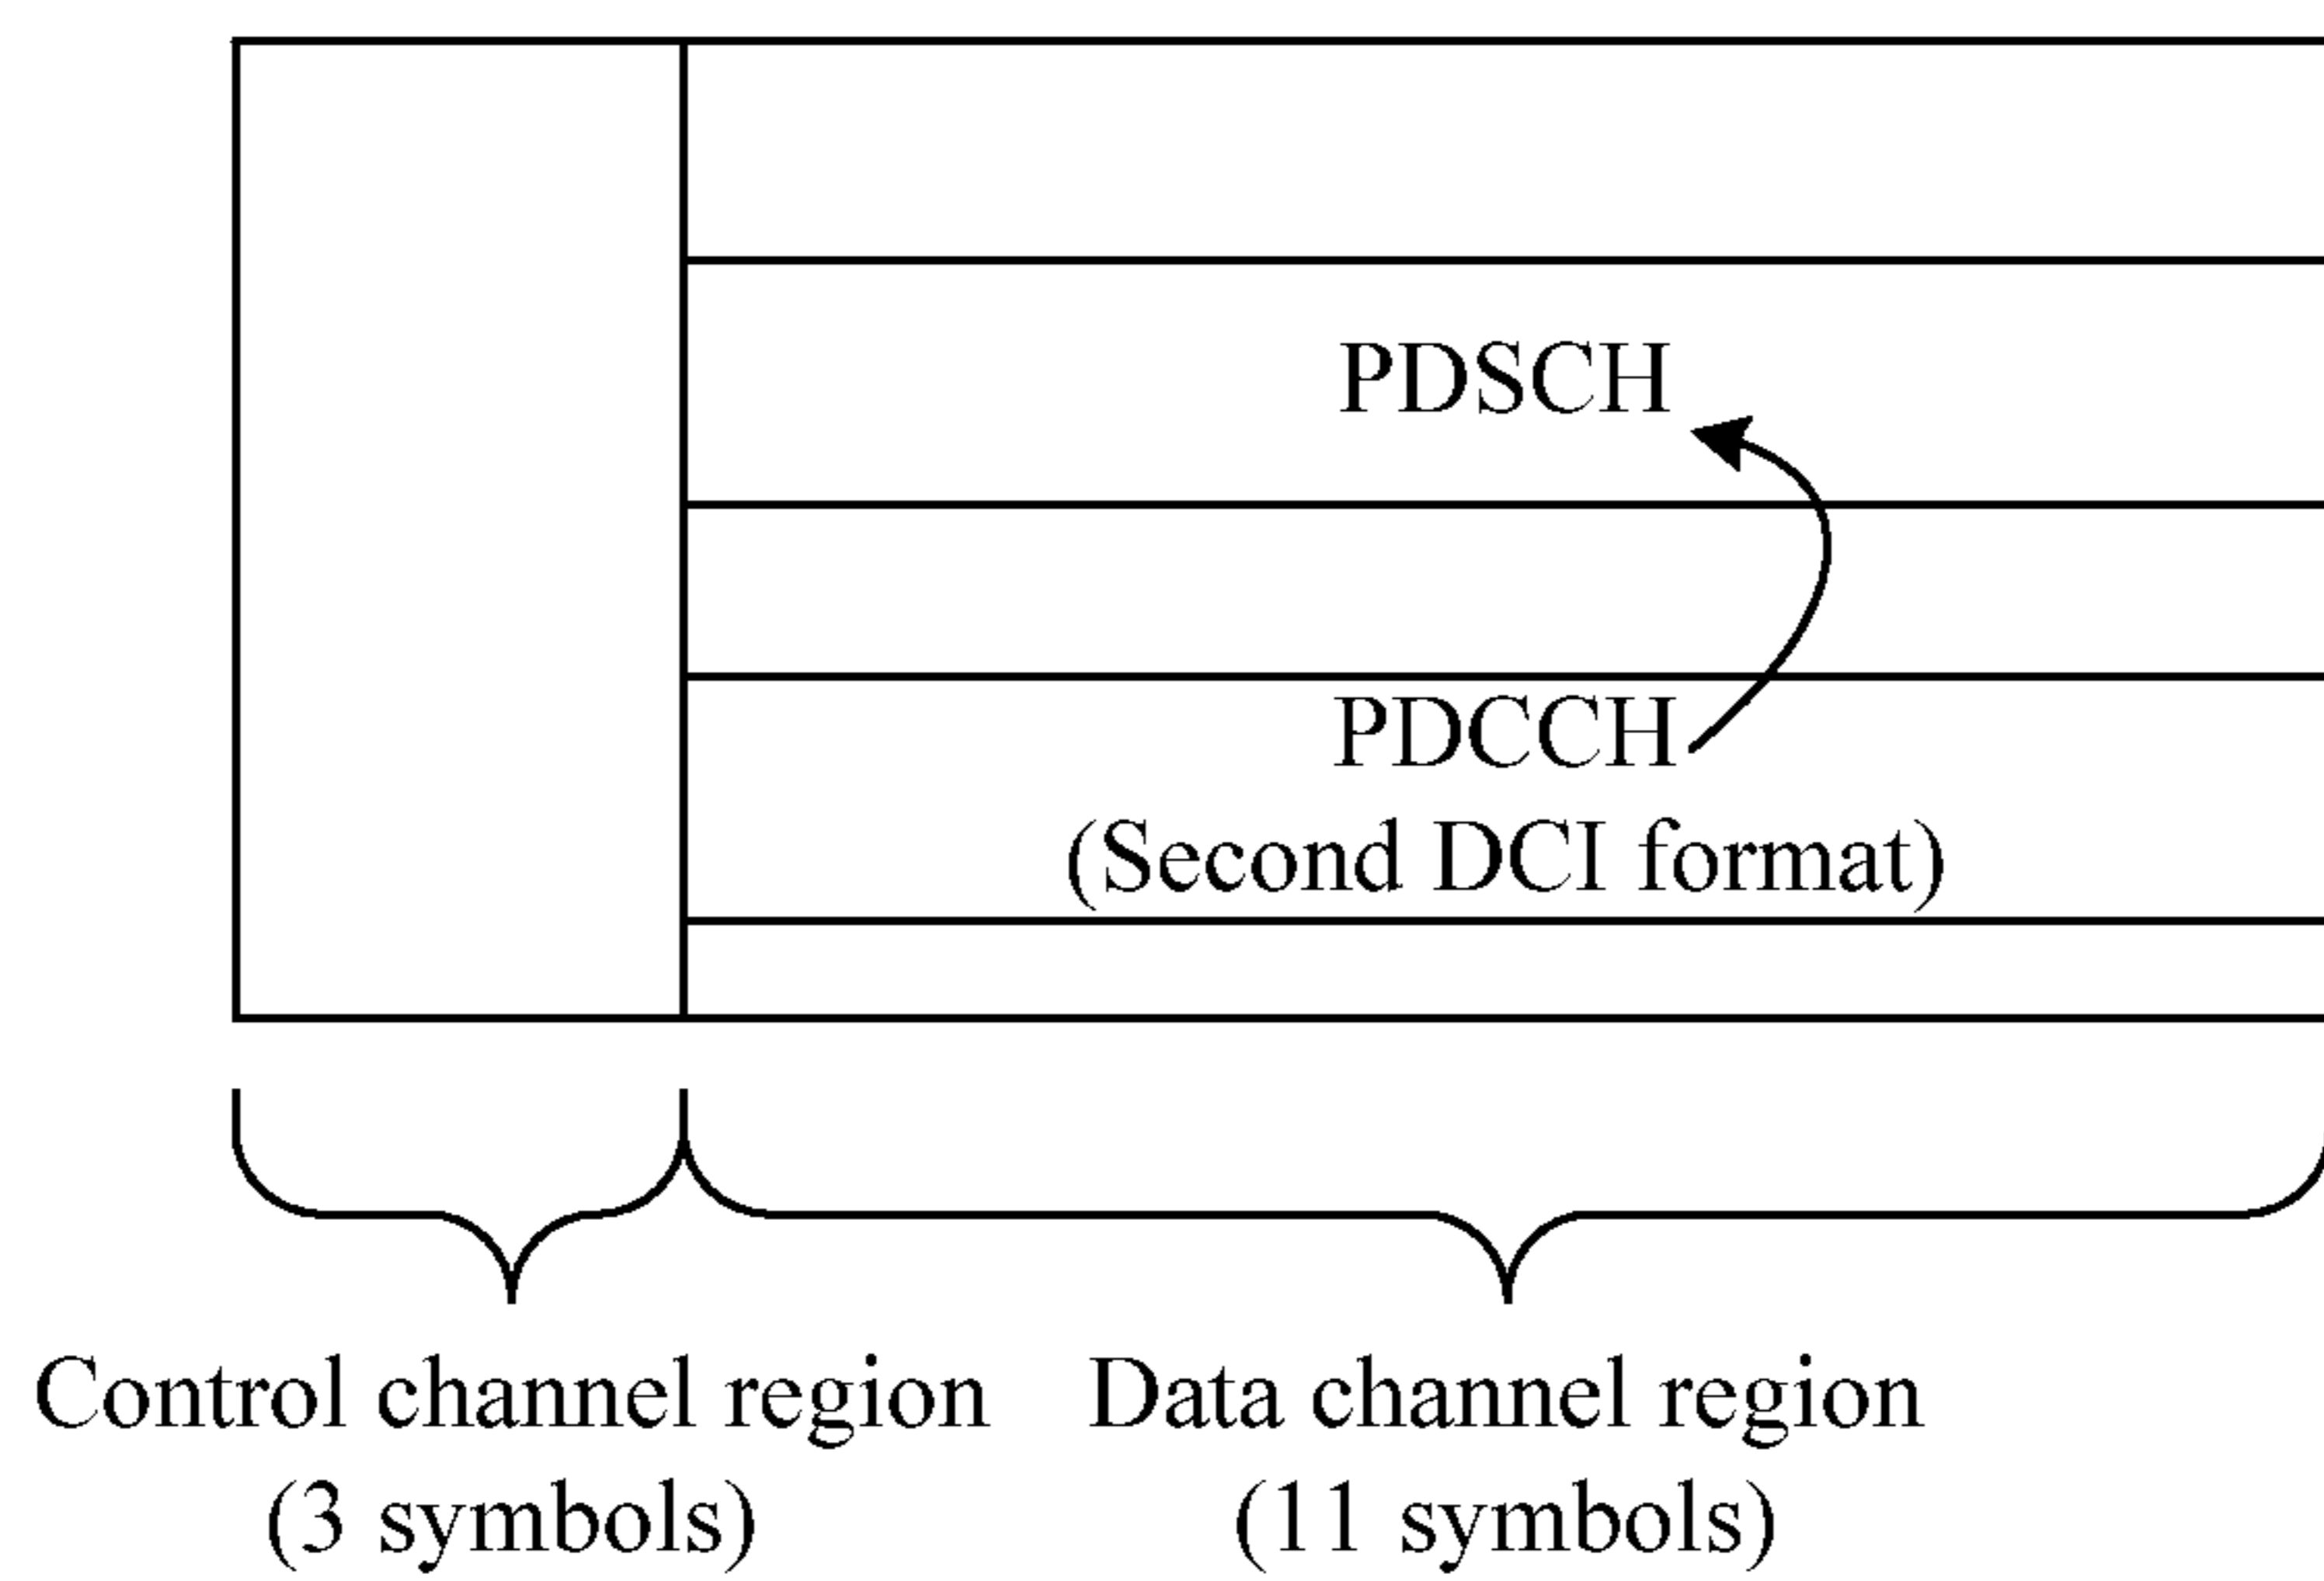 PDSCH
PDCCH
(Second DCI format)
Control channel region
(3 symbols)
Data channel region
(11 symbols)